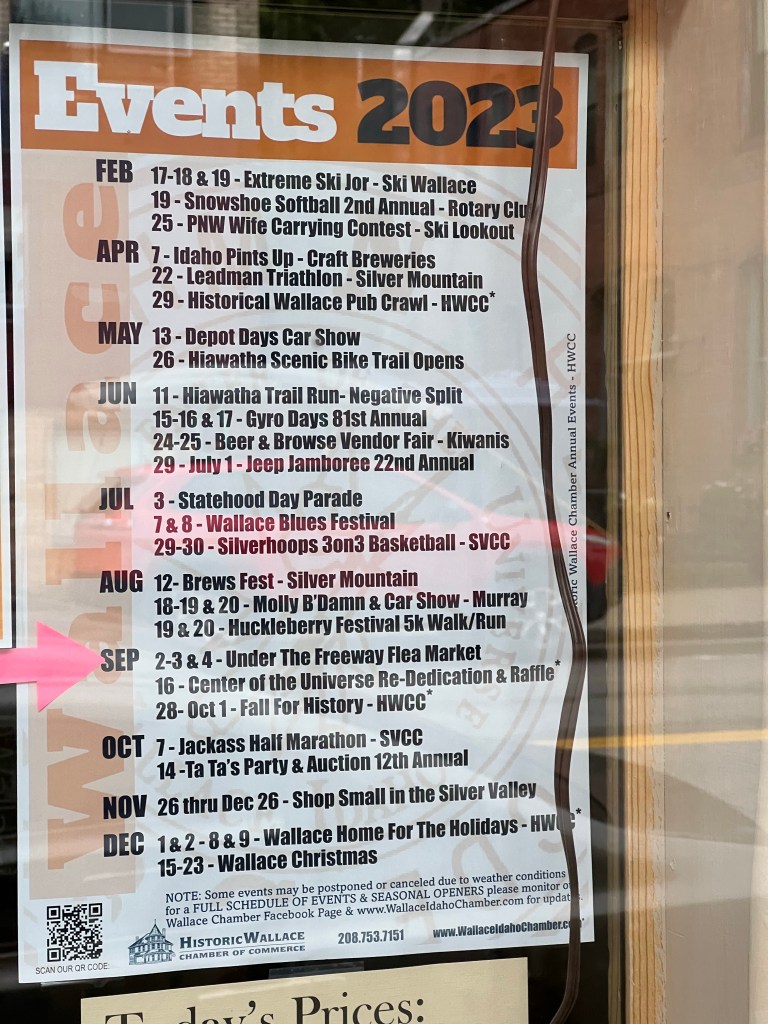 Events 2023
Wallace
FEB 17-18 & 19 - Extreme Ski Jor - Ski Wallace
19 - Snowshoe Softball 2nd Annual - Rotary Clu
25 - PNW Wife Carrying Contest - Ski Lookout
APR 7 - Idaho Pints Up - Craft Breweries
22 - Leadman Triathlon - Silver Mountain
29 - Historical Wallace Pub Crawl - HWCC*
MAY 13 - Depot Days Car Show
26 - Hiawatha Scenic Bike Trail Opens
JUN 11 - Hiawatha Trail Run- Negative Split
15-16 & 17 - Gyro Days 81st Annual
24-25 - Beer & Browse Vendor Fair - Kiwanis
29 - July 1 - Jeep Jamboree 22nd Annual
JUL 3 - Statehood Day Parade
7 & 8 - Wallace Blues Festival
29-30 - Silverhoops 3on3 Basketball - SVCC
AUG 12- Brews Fest - Silver Mountain
18-19 & 20 - Molly B'Damn & Car Show - Murray
19 & 20 - Huckleberry Festival 5k Walk/Run
SEP 2-3 & 4 - Under The Freeway Flea Market
16 - Center of the Universe Re-Dedication & Raffle*
28- Oct 1 - Fall For History - HWCC*
OCT 7 - Jackass Half Marathon - SVCC
14 -Ta Ta's Party & Auction 12th Annual
NOV 26 thru Dec 26 - Shop Small in the Silver Valley
DEC 1 & 2 - 8 & 9 - Wallace Home For The Holidays - HWCC*
15-23 - Wallace Christmas
Wallace Chamber Annual Events - HWCC
NOTE: Some events may be postponed or canceled due to weather conditions
for a FULL SCHEDULE OF EVENTS & SEASONAL OPENERS please monitor
Wallace Chamber Facebook Page & www.WallaceIdahoChamber.com for updates.
SCAN OUR QR CODE:
HISTORIC WALLACE
CHAMBER OF COMMERCE
208.753.7151
www.WallaceIdahoChamber.com
Today's Prices: